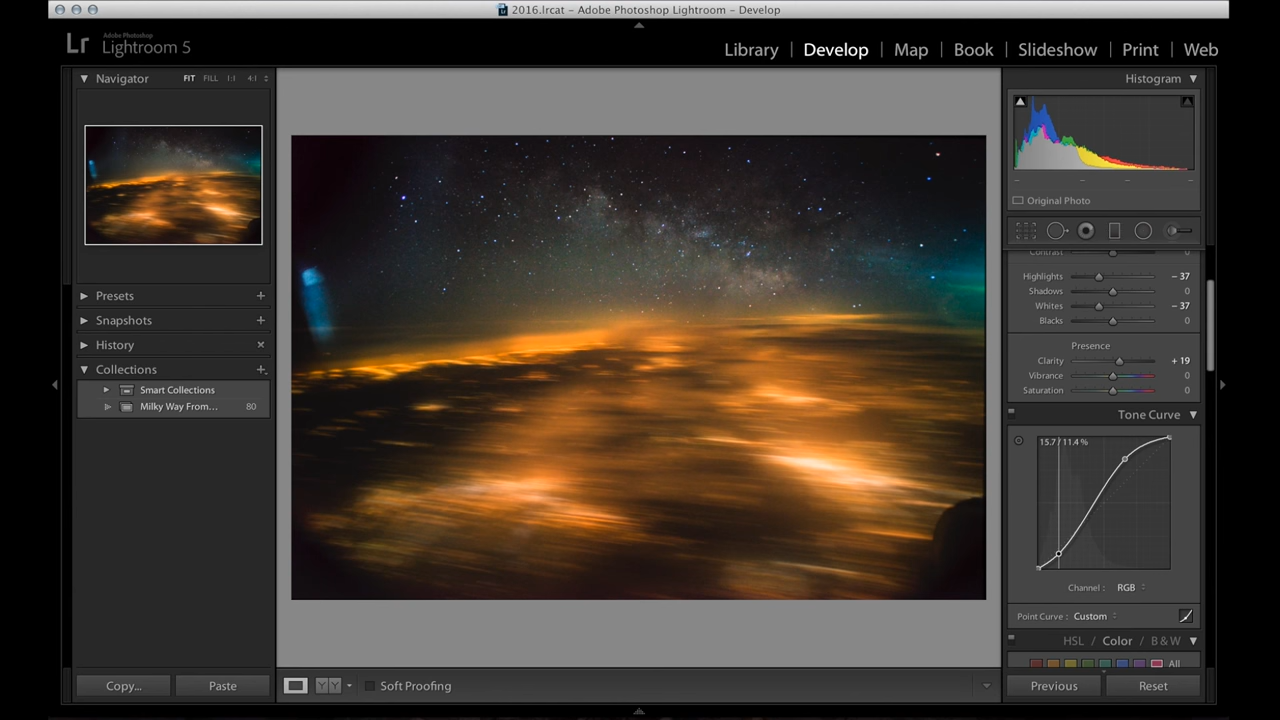 2016.lrcat - Adobe Photoshop Lightroom - Develop
Lr
Adobe Photoshop
Lightroom 5
Library | Develop | Map | Book | Slideshow | Print | Web
Navigator FIT FILL 1:1 4:1
Presets
Snapshots
History
Collections
Smart Collections
Milky Way From... 80
Copy... Paste
Soft Proofing
Histogram
Original Photo
Contrast 0
Highlights - 37
Shadows 0
Whites - 37
Blacks 0
Presence
Clarity + 19
Vibrance 0
Saturation 0
Tone Curve
15.7 / 11.4 %
Channel : RGB
Point Curve : Custom
HSL / Color / B & W
All
Previous Reset